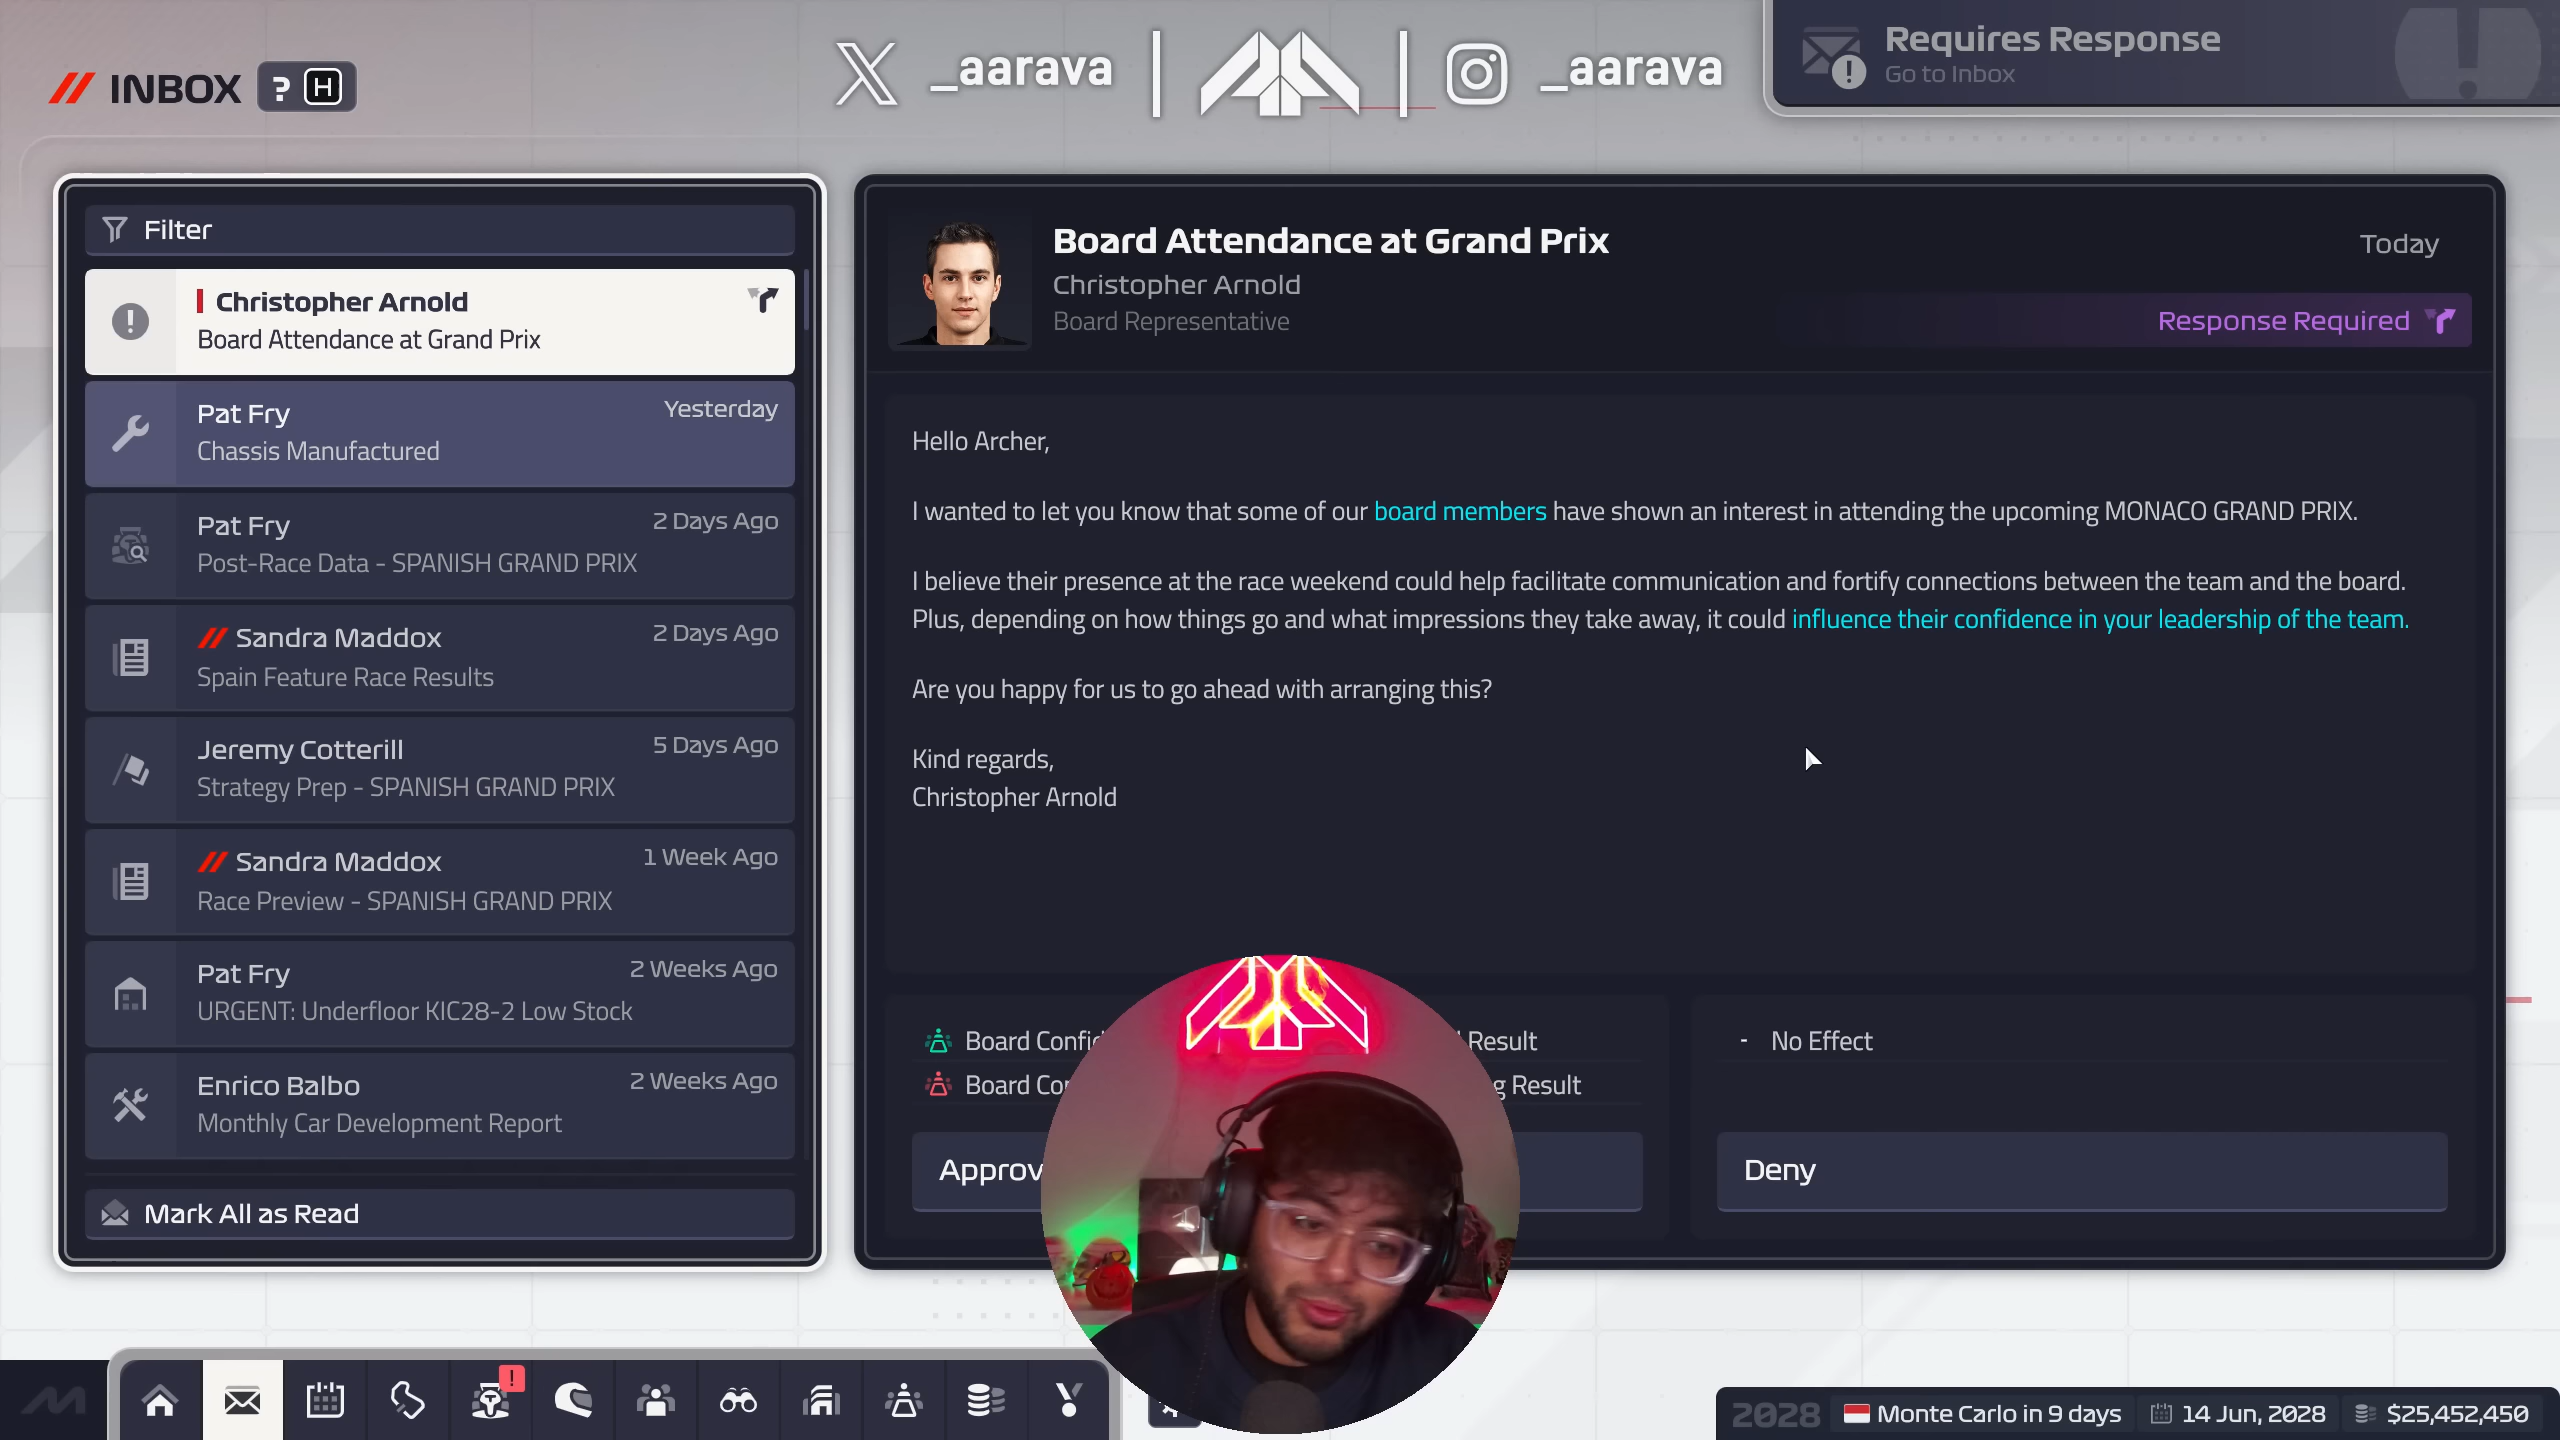 INBOX
? H
_aarava
_aarava
Requires Response
Go to Inbox
Filter
Christopher Arnold
Board Attendance at Grand Prix
Pat Fry
Yesterday
Chassis Manufactured
Pat Fry
2 Days Ago
Post-Race Data - SPANISH GRAND PRIX
Sandra Maddox
2 Days Ago
Spain Feature Race Results
Jeremy Cotterill
5 Days Ago
Strategy Prep - SPANISH GRAND PRIX
Sandra Maddox
1 Week Ago
Race Preview - SPANISH GRAND PRIX
Pat Fry
2 Weeks Ago
URGENT: Underfloor KIC28-2 Low Stock
Enrico Balbo
2 Weeks Ago
Monthly Car Development Report
Mark All as Read
Board Attendance at Grand Prix
Today
Christopher Arnold
Board Representative
Response Required
Hello Archer,
I wanted to let you know that some of our board members have shown an interest in attending the upcoming MONACO GRAND PRIX.
I believe their presence at the race weekend could help facilitate communication and fortify connections between the team and the board.
Plus, depending on how things go and what impressions they take away, it could influence their confidence in your leadership of the team.
Are you happy for us to go ahead with arranging this?
Kind regards,
Christopher Arnold
Board
Result
Board
Result
- No Effect
Approv
Deny
2028
Monte Carlo in 9 days
14 Jun, 2028
$25,452,450